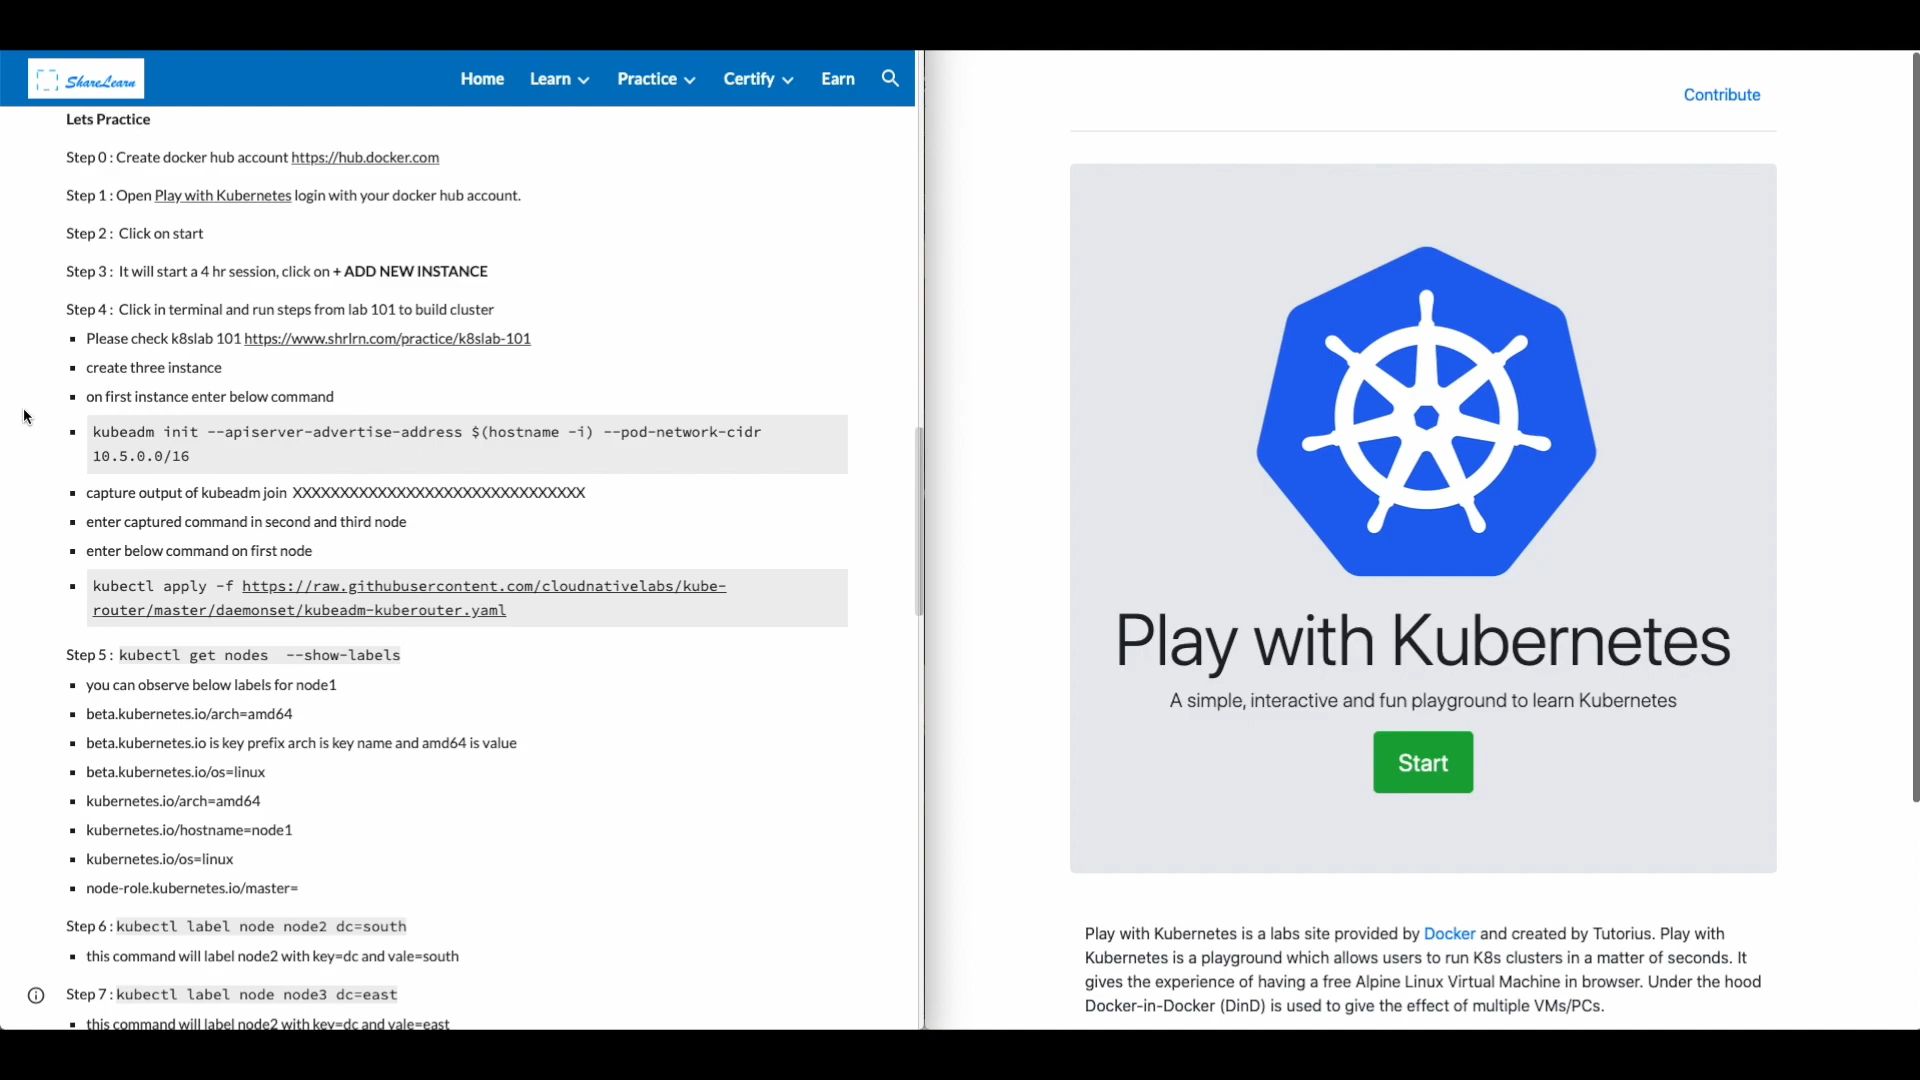 ShareLearn
Home Learn Practice Certify Earn
Lets Practice
Step 0 : Create docker hub account https://hub.docker.com
Step 1 : Open Play with Kubernetes login with your docker hub account.
Step 2 : Click on start
Step 3 : It will start a 4 hr session, click on + ADD NEW INSTANCE
Step 4 : Click in terminal and run steps from lab 101 to build cluster
Please check k8slab 101 https://www.shrlrn.com/practice/k8slab-101
create three instance
on first instance enter below command
kubeadm init --apiserver-advertise-address $(hostname -i) --pod-network-cidr
10.5.0.0/16
capture output of kubeadm join XXXXXXXXXXXXXXXXXXXXXXXXXXXXXXX
enter captured command in second and third node
enter below command on first node
kubectl apply -f https://raw.githubusercontent.com/cloudnativelabs/kube-
router/master/daemonset/kubeadm-kuberouter.yaml
Step 5 : kubectl get nodes --show-labels
you can observe below labels for node1
beta.kubernetes.io/arch=amd64
beta.kubernetes.io is key prefix arch is key name and amd64 is value
beta.kubernetes.io/os=linux
kubernetes.io/arch=amd64
kubernetes.io/hostname=node1
kubernetes.io/os=linux
node-role.kubernetes.io/master=
Step 6 : kubectl label node node2 dc=south
this command will label node2 with key=dc and vale=south
Step 7 : kubectl label node node3 dc=east
this command will label node2 with key=dc and vale=east
Contribute
Play with Kubernetes
A simple, interactive and fun playground to learn Kubernetes
Start
Play with Kubernetes is a labs site provided by Docker and created by Tutorius. Play with
Kubernetes is a playground which allows users to run K8s clusters in a matter of seconds. It
gives the experience of having a free Alpine Linux Virtual Machine in browser. Under the hood
Docker-in-Docker (DinD) is used to give the effect of multiple VMs/PCs.